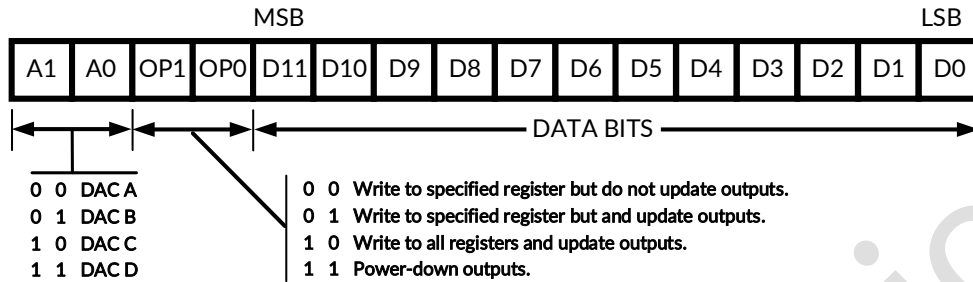 MSB LSB
A1 A0 OP1 OP0 D11 D10 D9 D8 D7 D6 D5 D4 D3 D2 D1 D0
DATA BITS
0 0 DAC A
0 1 DAC B
1 0 DAC C
1 1 DAC D
0 0 Write to specified register but do not update outputs.
0 1 Write to specified register but and update outputs.
1 0 Write to all registers and update outputs.
1 1 Power-down outputs.